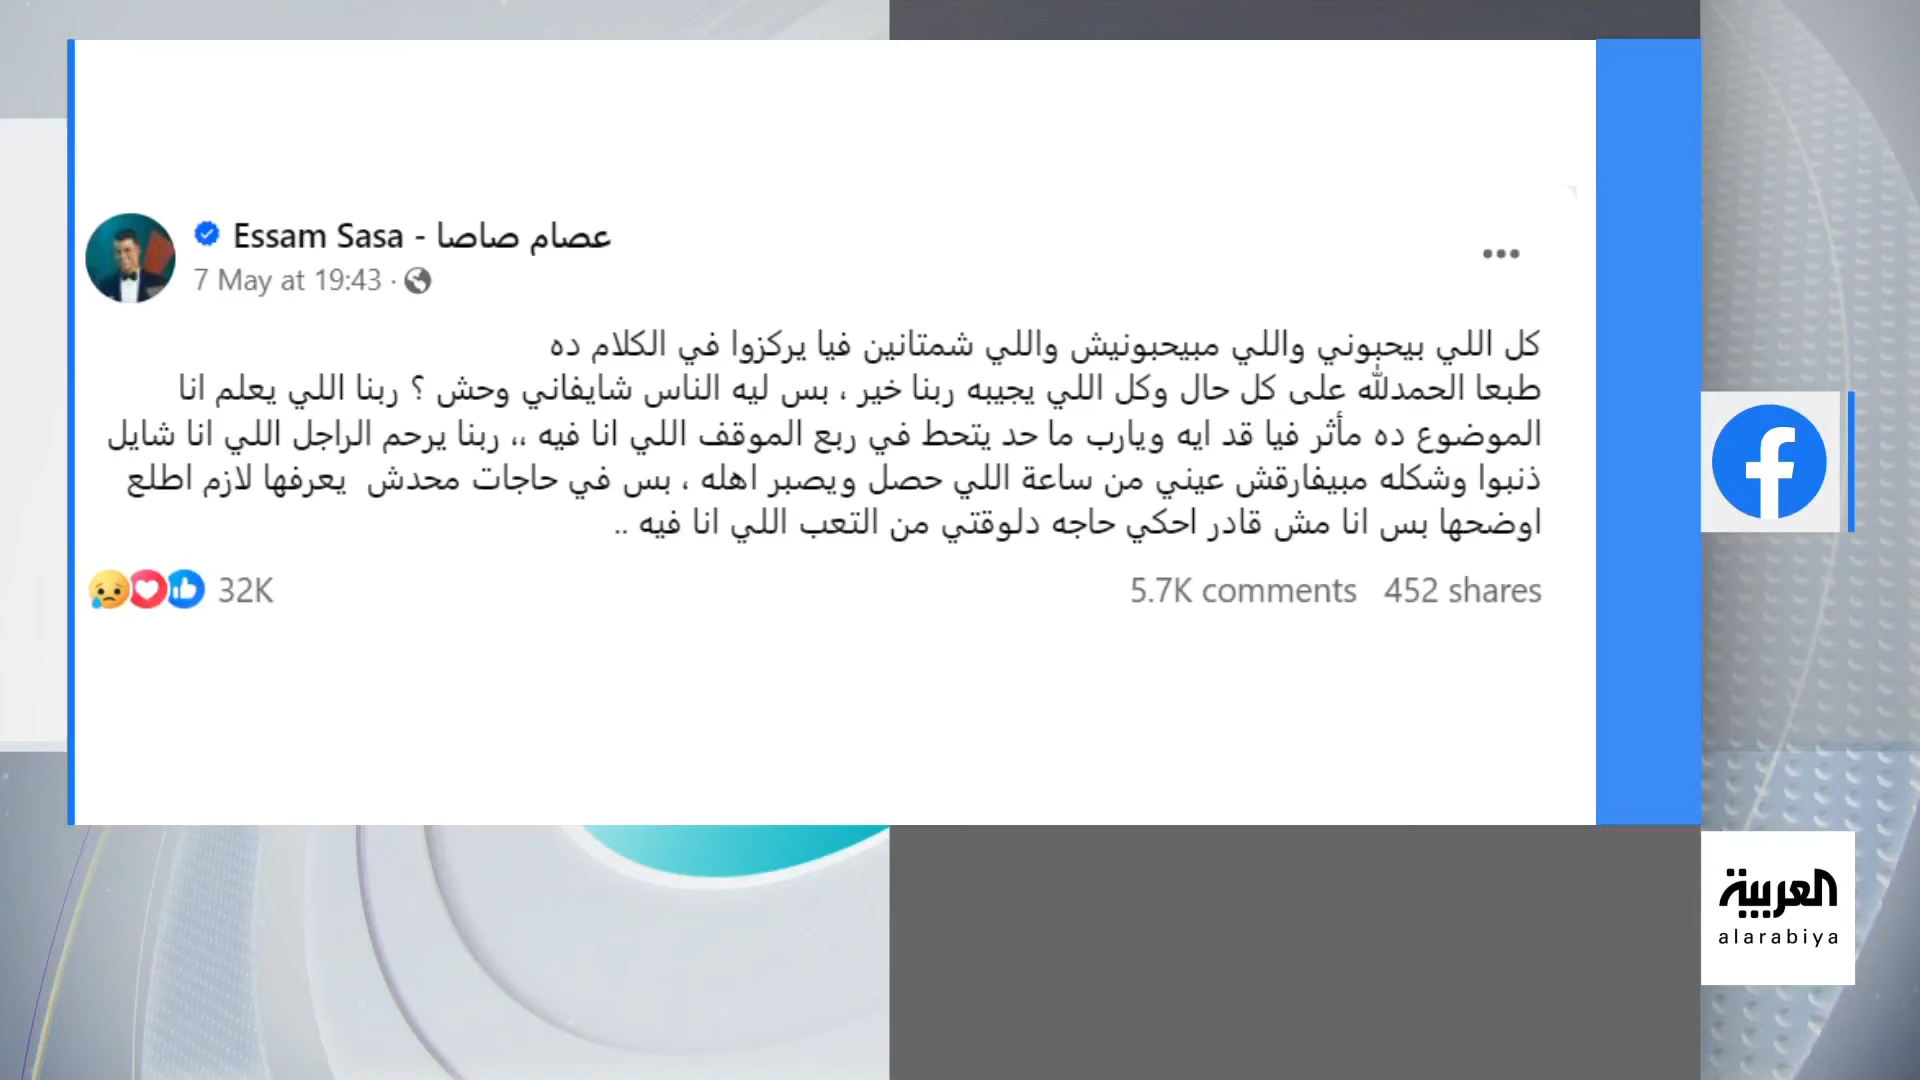 Essam Sasa - عصام صاصا
7 May at 19:43 ·
كل اللي بيحبوني واللي مبيحبونيش واللي شمتانين فيا يركزوا في الكلام ده
طبعا الحمدلله على كل حال وكل اللي يجيبه ربنا خير ، بس ليه الناس شايفاني وحش ؟ ربنا اللي يعلم انا
الموضوع ده مأثر فيا قد ايه ويارب ما حد يتحط في ربع الموقف اللي انا فيه ،، ربنا يرحم الراجل اللي انا شايل
ذنبوا وشكله مبيفارقش عيني من ساعة اللي حصل ويصبر اهله ، بس في حاجات محدش يعرفها لازم اطلع
اوضحها بس انا مش قادر احكي حاجه دلوقتي من التعب اللي انا فيه ..
32K
5.7K comments 452 shares
العربية
alarabiya